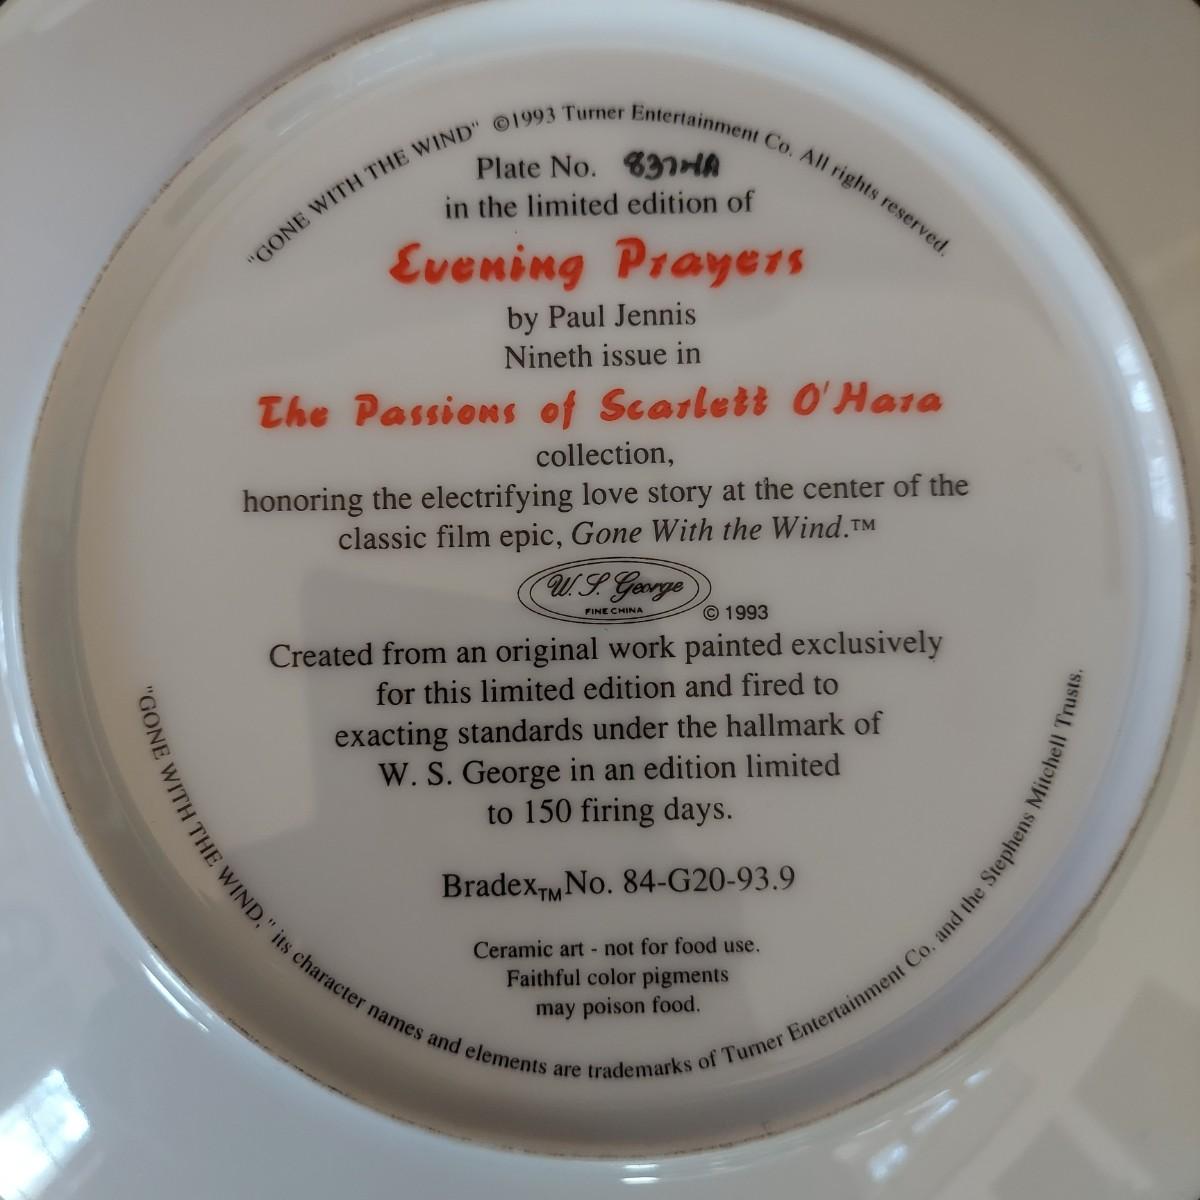 "GONE WITH THE WIND" ©1993 Turner Entertainment Co. All rights reserved.
Plate No.
in the limited edition of
Evening Prayers
by Paul Jennis
Nineth issue in
The Passions of Scarlett O'Hara
collection,
honoring the electrifying love story at the center of the
classic film epic, Gone With the Wind.™
W. S. George
FINE CHINA
© 1993
Created from an original work painted exclusively
for this limited edition and fired to
exacting standards under the hallmark of
W. S. George in an edition limited
to 150 firing days.
Bradex™ No. 84-G20-93.9
Ceramic art - not for food use.
Faithful color pigments
may poison food.
"GONE WITH THE WIND," its character names and elements are trademarks of Turner Entertainment Co. and the Stephens Mitchell Trusts.